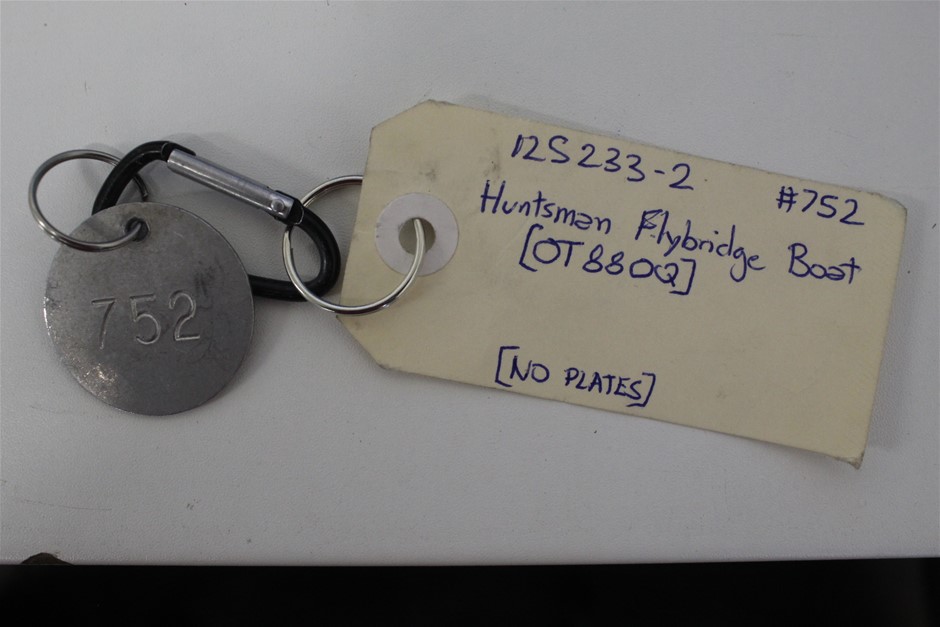 752
12S233-2
#752
Huntsman Flybridge Boat
[OT880Q]
[NO PLATES]